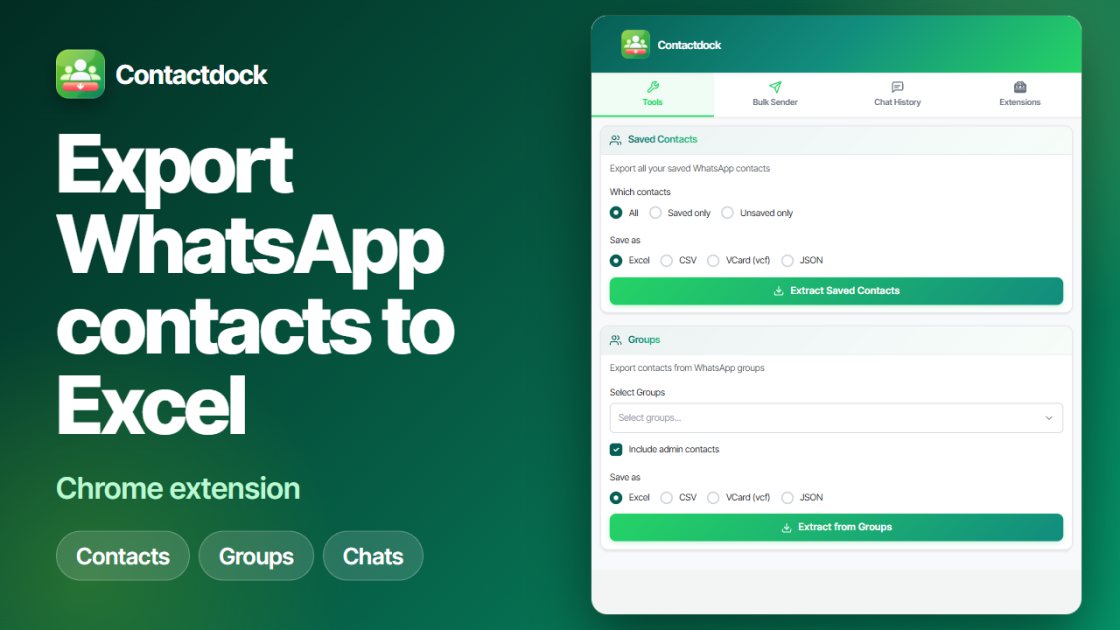 Contactdock
Export
WhatsApp
contacts to
Excel
Chrome extension
Contacts Groups Chats
Contactdock
Tools Bulk Sender Chat History Extensions
Saved Contacts
Export all your saved WhatsApp contacts
Which contacts
All Saved only Unsaved only
Save as
Excel CSV VCard (vcf) JSON
Extract Saved Contacts
Groups
Export contacts from WhatsApp groups
Select Groups
Select groups...
Include admin contacts
Save as
Excel CSV VCard (vcf) JSON
Extract from Groups